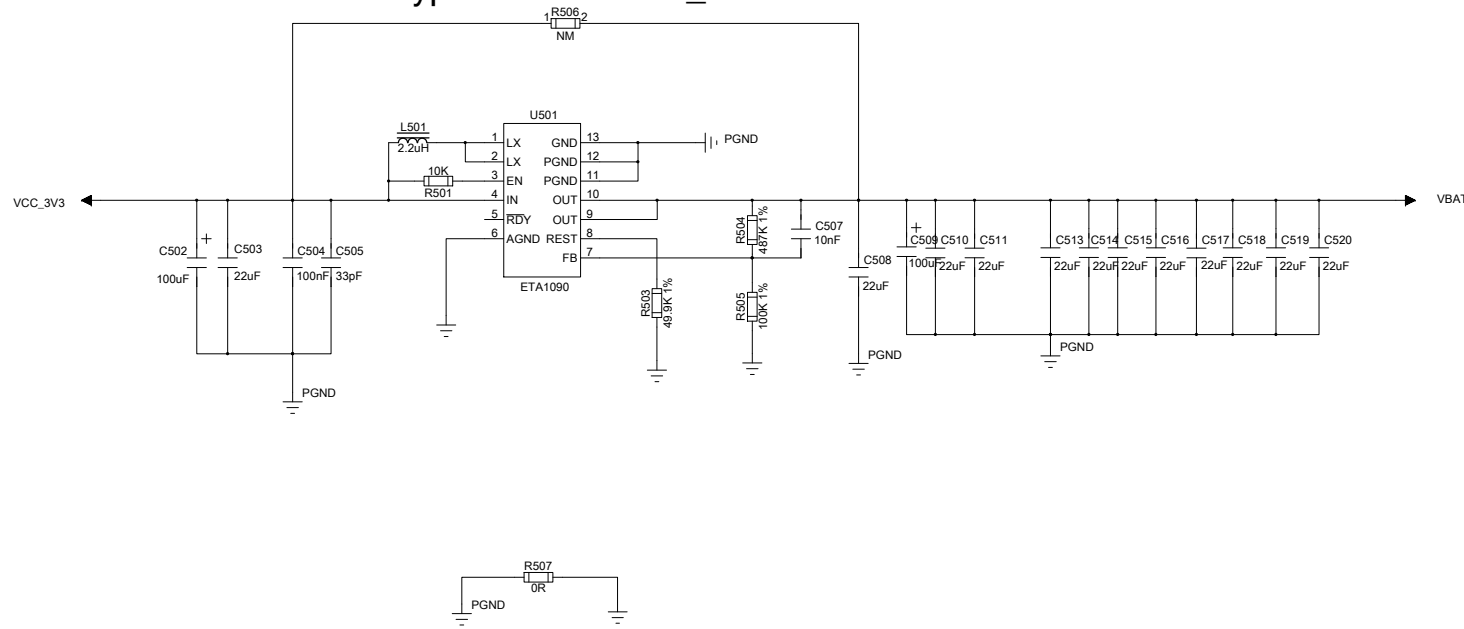 R506
1 2
NM
U501
L501
2.2uH
10K
R501
1 LX
2 LX
3 EN
4 IN
5 RDY
6 AGND
GND 13
PGND 12
PGND 11
OUT 10
OUT 9
REST 8
FB 7
ETA1090
PGND
VCC_3V3
VBAT
C502
100uF
+
C503
22uF
C504
100nF
C505
33pF
PGND
R503
49.9K 1%
R504
487K 1%
R505
100K 1%
C507
10nF
C508
22uF
PGND
+
C509
100uF
C510
22uF
C511
22uF
C513
22uF
C514
22uF
C515
22uF
C516
22uF
C517
22uF
C518
22uF
C519
22uF
C520
22uF
PGND
R507
0R
PGND